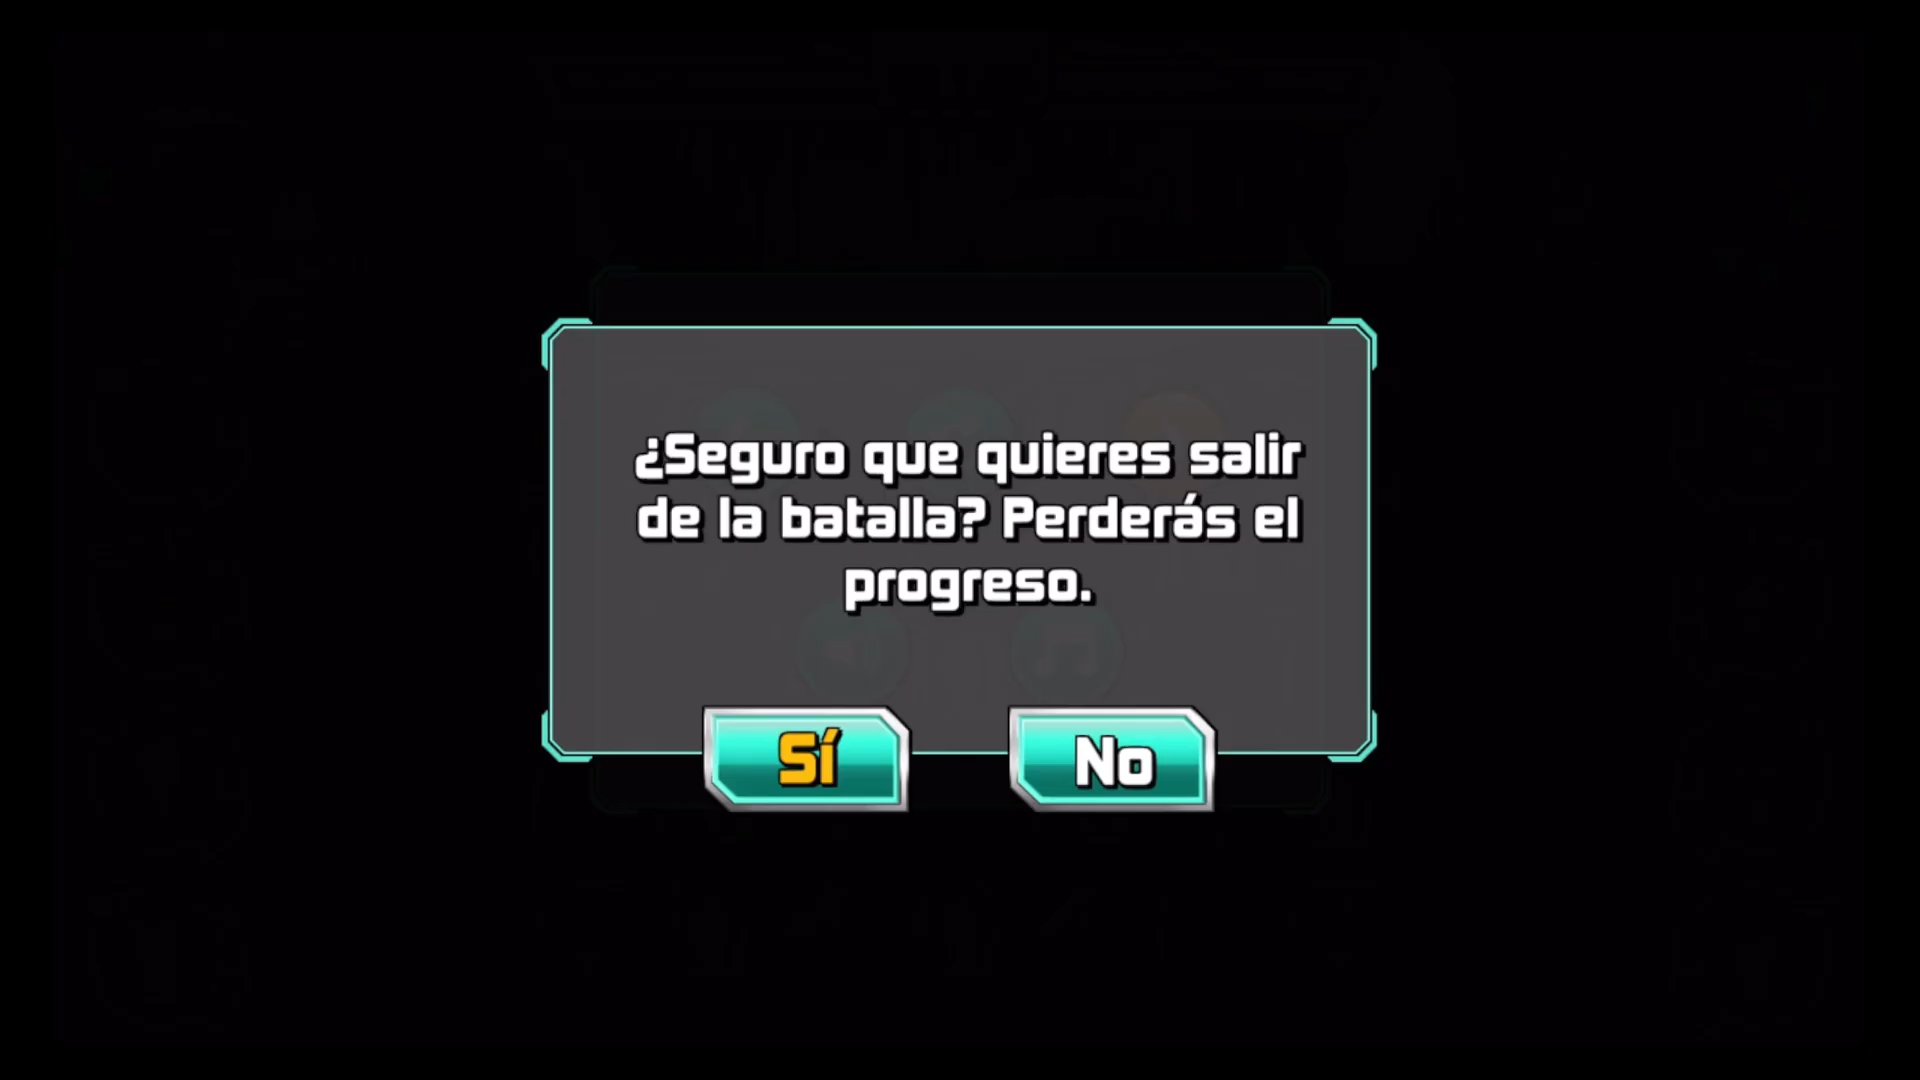 ¿Seguro que quieres salir
de la batalla? Perderás el
progreso.
Sí
No